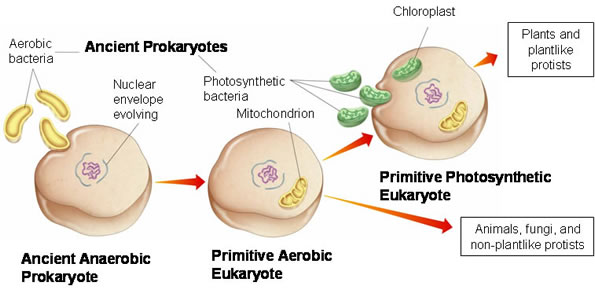 Chloroplast
Aerobic
bacteria
Ancient Prokaryotes
Plants and
plantlike
protists
Nuclear
envelope
evolving
Photosynthetic
bacteria
Mitochondrion
Primitive Photosynthetic
Eukaryote
Ancient Anaerobic
Prokaryote
Primitive Aerobic
Eukaryote
Animals, fungi, and
non-plantlike protists